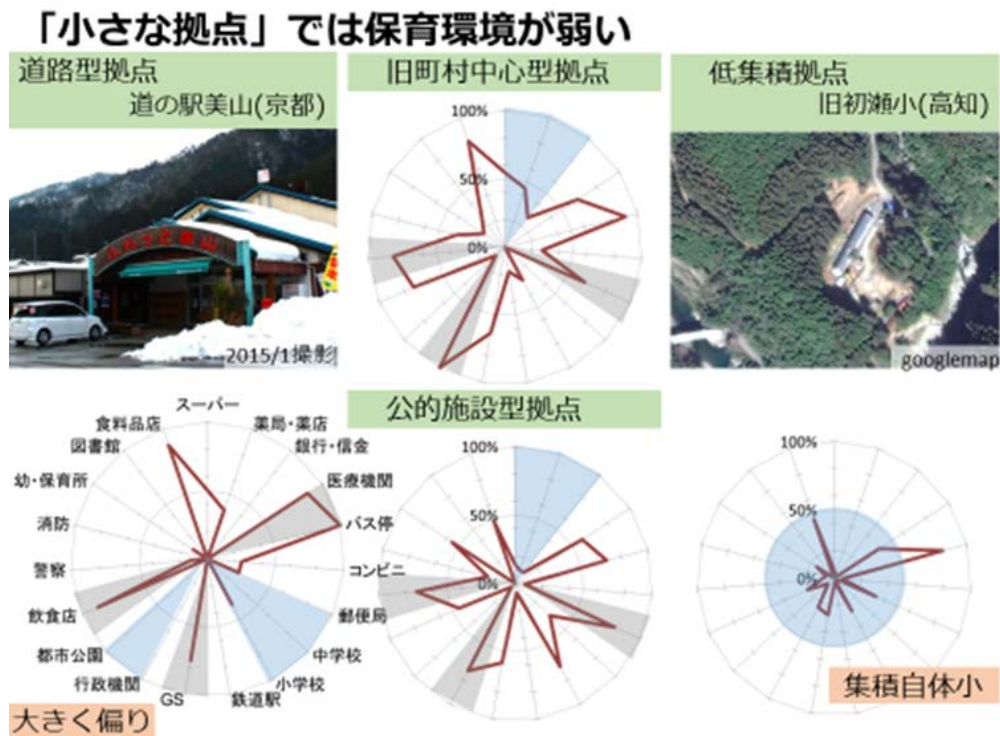 「小さな拠点」では保育環境が弱い
道路型拠点
道の駅美山(京都)
2015/1撮影
旧町村中心型拠点
100%
50%
0%
低集積拠点
旧初瀬小(高知)
googlemap
スーパー
薬局・薬店
銀行・信金
医療機関
バス停
コンビニ
郵便局
中学校
小学校
鉄道駅
GS
行政機関
都市公園
飲食店
警察
消防
幼・保育所
図書館
食料品店
大きく偏り
公的施設型拠点
100%
50%
0%
100%
50%
0%
集積自体小